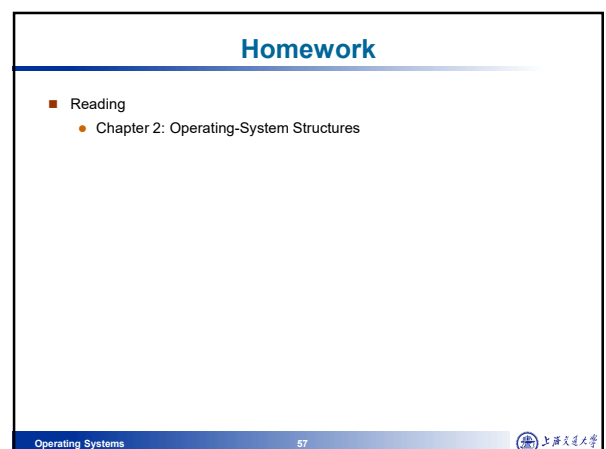 Homework
Reading
Chapter 2: Operating-System Structures
Operating Systems
57
上海交通大学